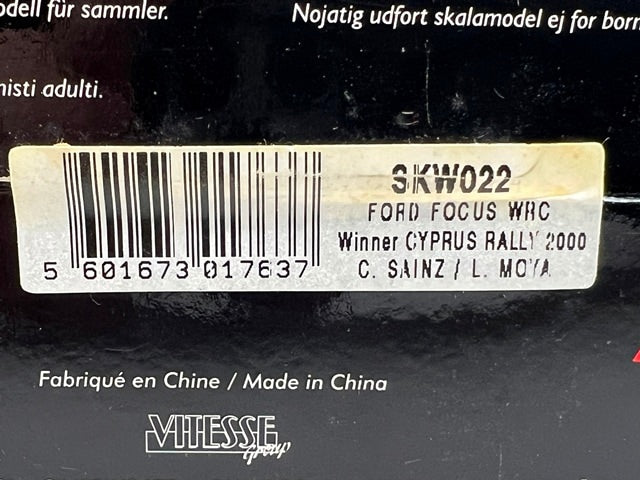 odell für sammler.
Nojatig udfort skalamodel ej for born
nisti adulti.
SKW022
FORD FOCUS WRC
Winner CYPRUS RALLY 2000
C. SAINZ / L. MOYA
5 601673 017637
Fabriqué en Chine / Made in China
VITESSE
Group